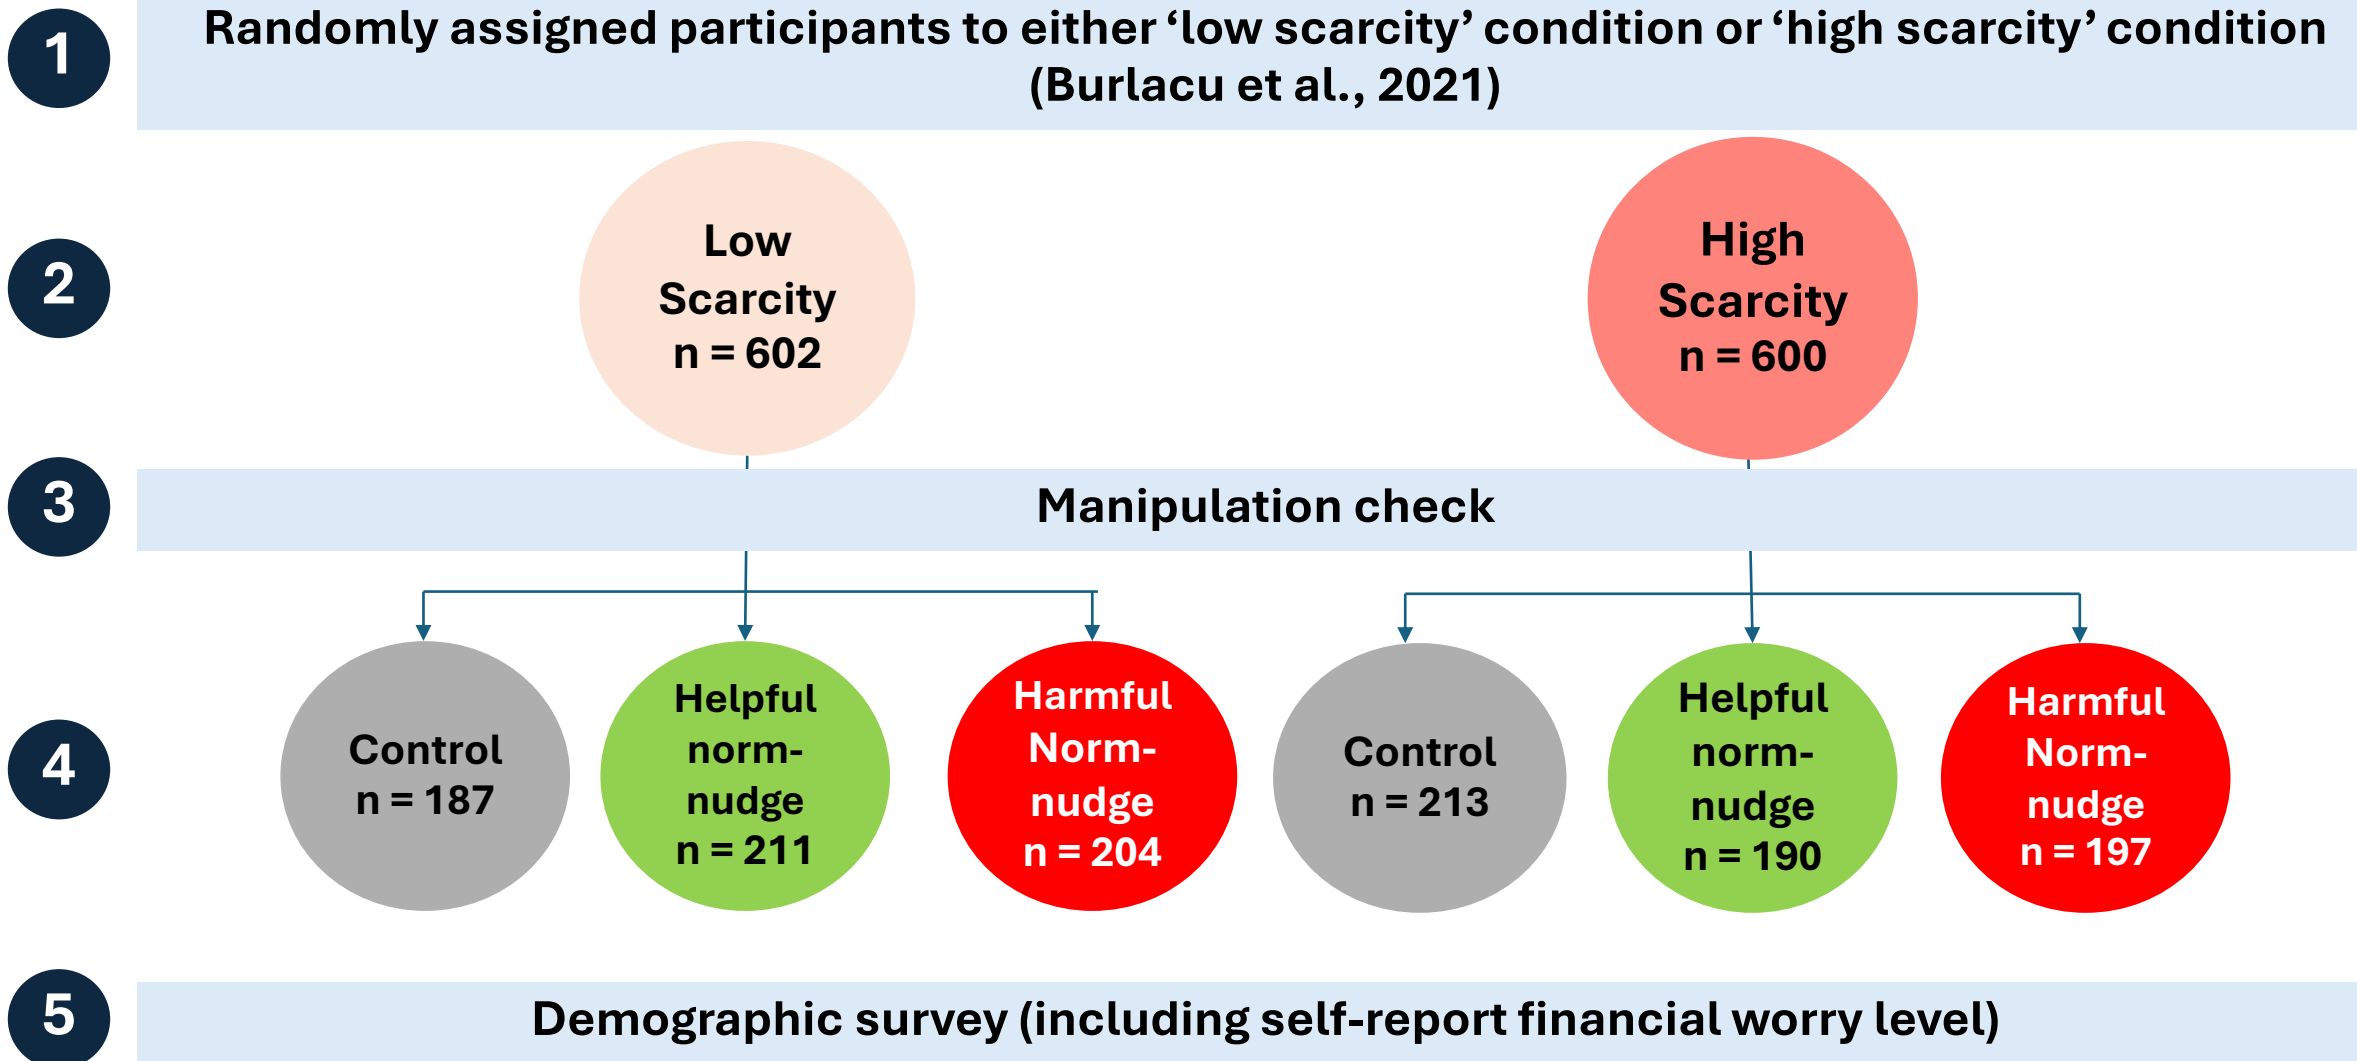 1
Randomly assigned participants to either ‘low scarcity’ condition or ‘high scarcity’ condition
(Burlacu et al., 2021)
2
Low
Scarcity
n = 602
High
Scarcity
n = 600
3
Manipulation check
4
Control
n = 187
Helpful
norm-
nudge
n = 211
Harmful
Norm-
nudge
n = 204
Control
n = 213
Helpful
norm-
nudge
n = 190
Harmful
Norm-
nudge
n = 197
5
Demographic survey (including self-report financial worry level)